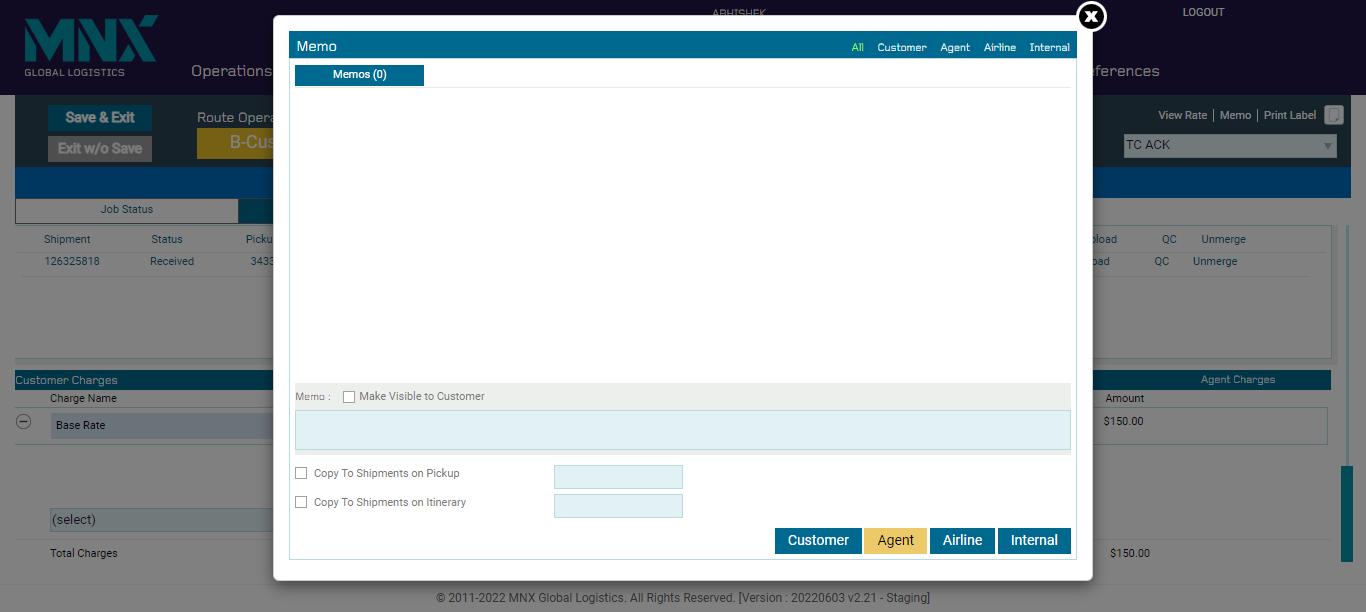 MNX
GLOBAL LOGISTICS
ABHISHEK
LOGOUT
Operations
ferences
Memo
All Customer Agent Airline Internal
Memos (0)
Save & Exit
Exit w/o Save
Route Opera
B-Cus
View Rate | Memo | Print Label
TC ACK
Job Status
Shipment Status Picku
load QC Unmerge
126325818 Received 3433
oad QC Unmerge
Customer Charges
Agent Charges
Charge Name
Amount
Base Rate
$150.00
Memo : Make Visible to Customer
Copy To Shipments on Pickup
Copy To Shipments on Itinerary
(select)
Customer Agent Airline Internal
Total Charges
$150.00
© 2011-2022 MNX Global Logistics. All Rights Reserved. [Version : 20220603 v2.21 - Staging]